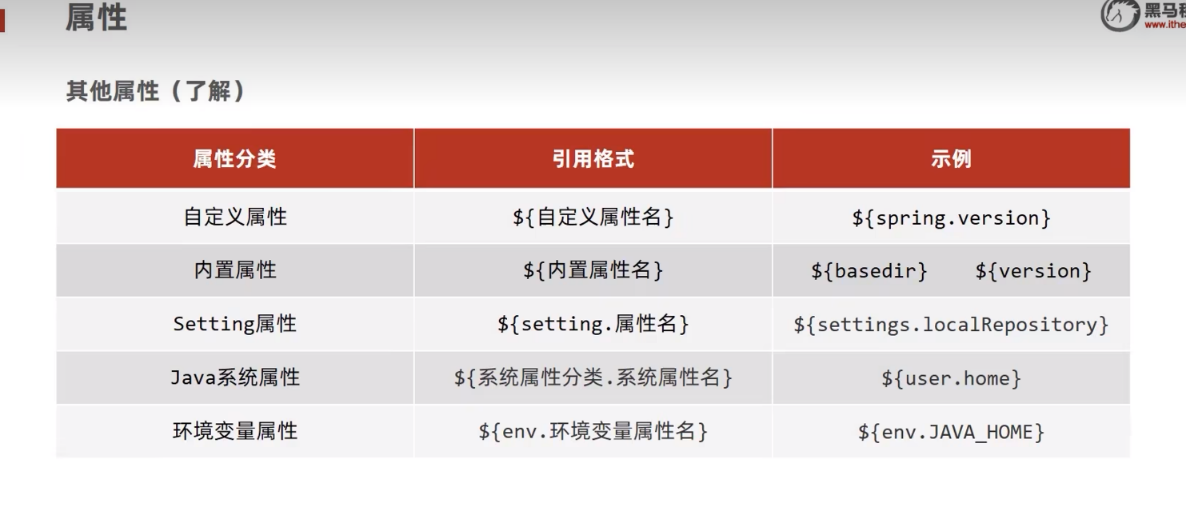 属性
黑马程
www.ithe
其他属性（了解）
属性分类 引用格式 示例
自定义属性 ${自定义属性名} ${spring.version}
内置属性 ${内置属性名} ${basedir} ${version}
Setting属性 ${setting.属性名} ${settings.localRepository}
Java系统属性 ${系统属性分类.系统属性名} ${user.home}
环境变量属性 ${env.环境变量属性名} ${env.JAVA_HOME}